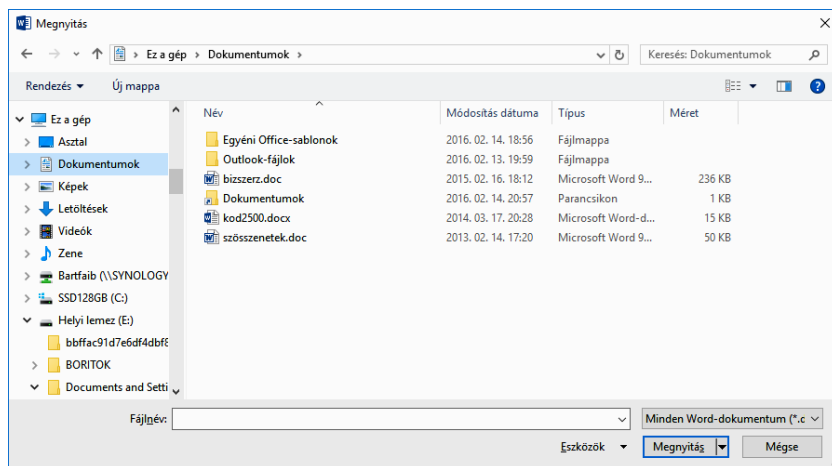 Megnyitás
Ez a gép > Dokumentumok > Keresés: Dokumentumok
Rendezés Új mappa
Név Módosítás dátuma Típus Méret
Ez a gép
Asztal
Dokumentumok
Képek
Letöltések
Videók
Zene
Bartfaib (\\SYNOLOGY
SSD128GB (C:)
Helyi lemez (E:)
bbffac91d7e6df4dbf8
BORITOK
Documents and Setti
Egyéni Office-sablonok 2016. 02. 14. 18:56 Fájlmappa
Outlook-fájlok 2016. 02. 13. 19:59 Fájlmappa
bizszerz.doc 2015. 02. 16. 18:12 Microsoft Word 9... 236 KB
Dokumentumok 2016. 02. 14. 20:57 Parancsikon 1 KB
kod2500.docx 2014. 03. 17. 20:28 Microsoft Word-d... 15 KB
szösszenetek.doc 2013. 02. 14. 17:20 Microsoft Word 9... 50 KB
Fájlnév: Minden Word-dokumentum (*.c
Eszközök Megnyitás Mégse